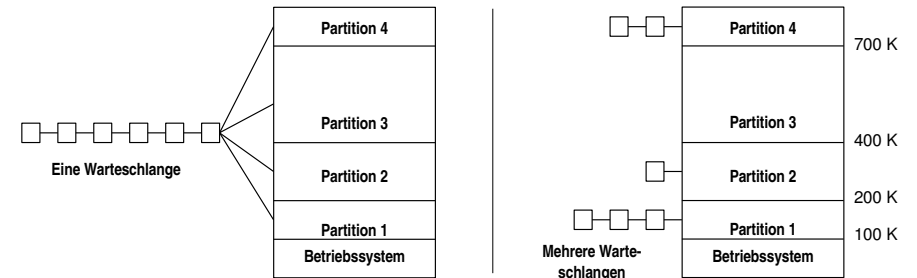 Partition 4
Partition 3
Eine Warteschlange
Partition 2
Partition 1
Betriebssystem
Partition 4
700 K
Partition 3
400 K
Partition 2
200 K
Partition 1
100 K
Mehrere Warte-
schlangen
Betriebssystem